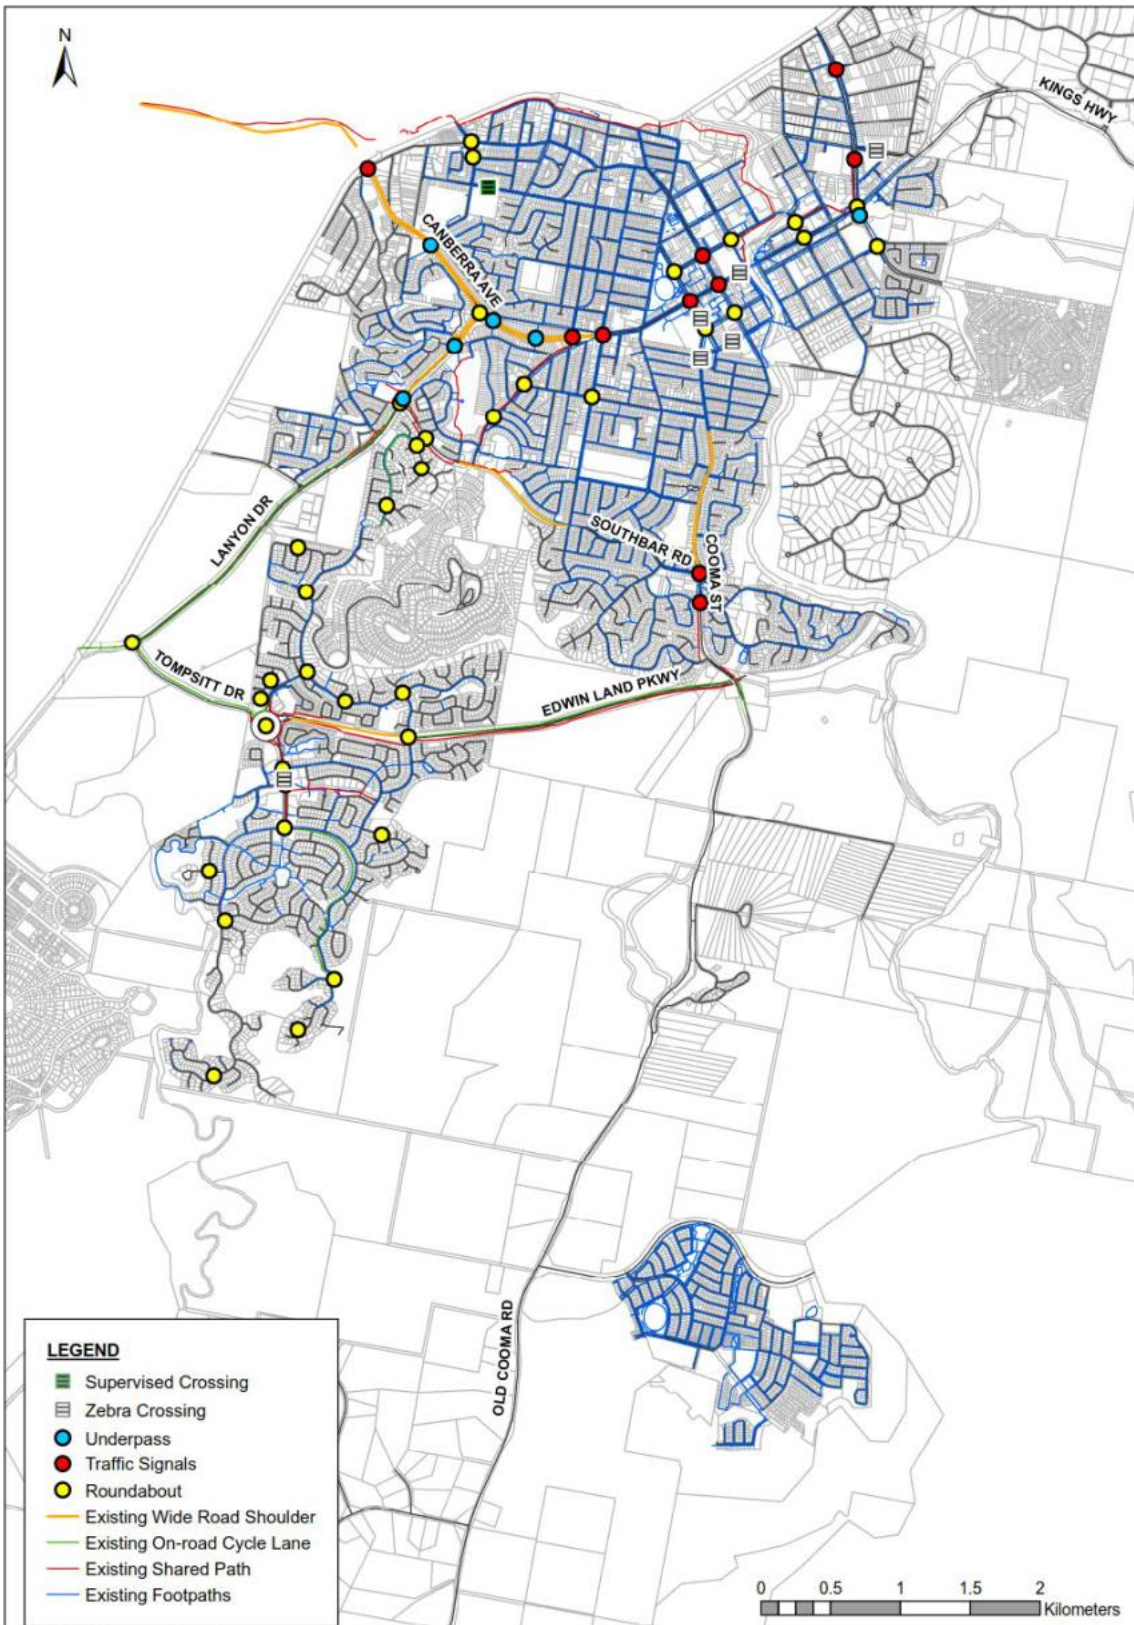 N
KINGS HWY
CANBERRA AVE
LANYON DR
SOUTHBAR RD
COOMA ST
TOMPSITT DR
EDWIN LAND PKWY
OLD COOMA RD
LEGEND
Supervised Crossing
Zebra Crossing
Underpass
Traffic Signals
Roundabout
Existing Wide Road Shoulder
Existing On-road Cycle Lane
Existing Shared Path
Existing Footpaths
0 0.5 1 1.5 2
Kilometers